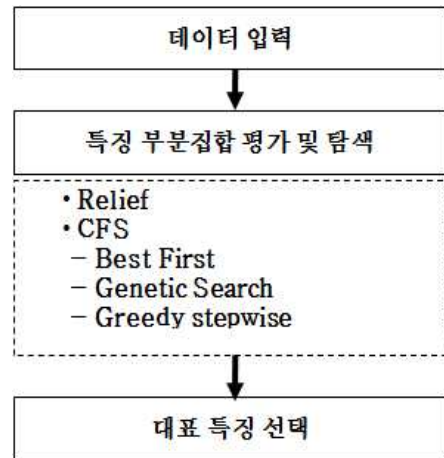 데이터 입력
특징 부분집합 평가 및 탐색
• Relief
• CFS
– Best First
– Genetic Search
– Greedy stepwise
대표 특징 선택